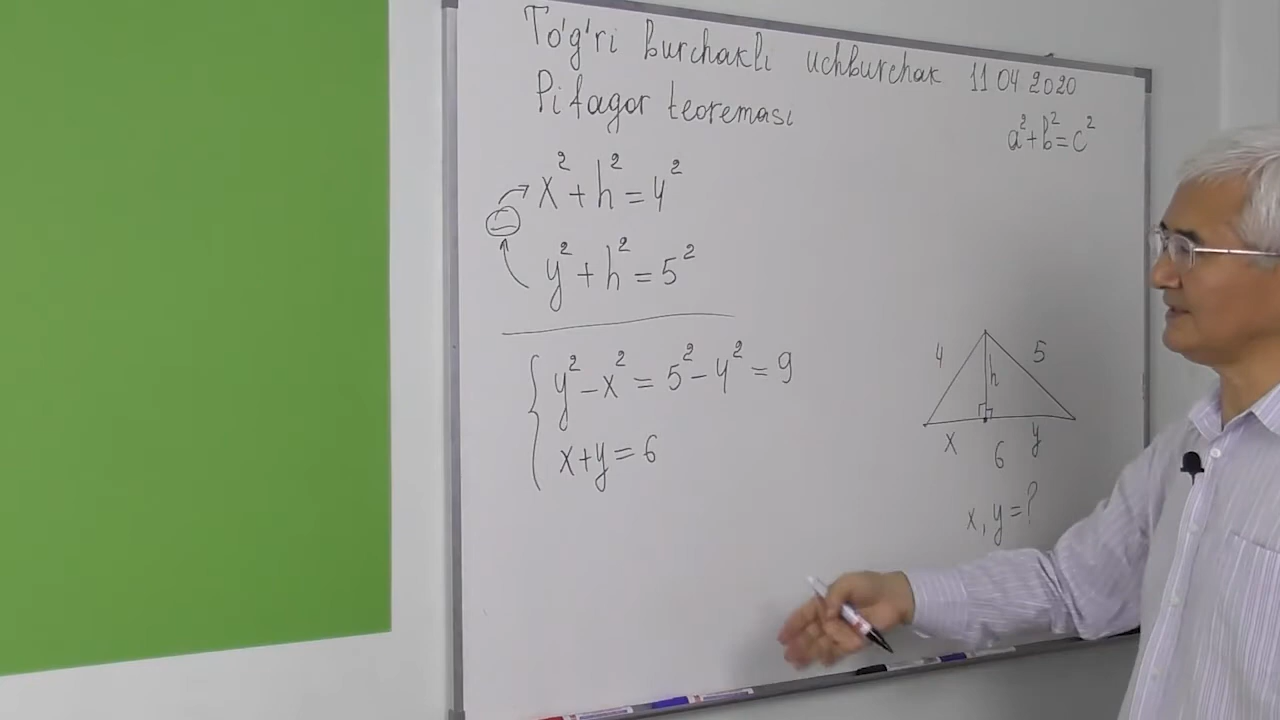 To'g'ri burchakli uchburchak 11 04 2020
Pifagor teoremasi
a²+b²=c²
x²+h²=4²
y²+h²=5²
y²-x²=5²-4²=9
x+y=6
4
5
h
x
6
y
x, y=?